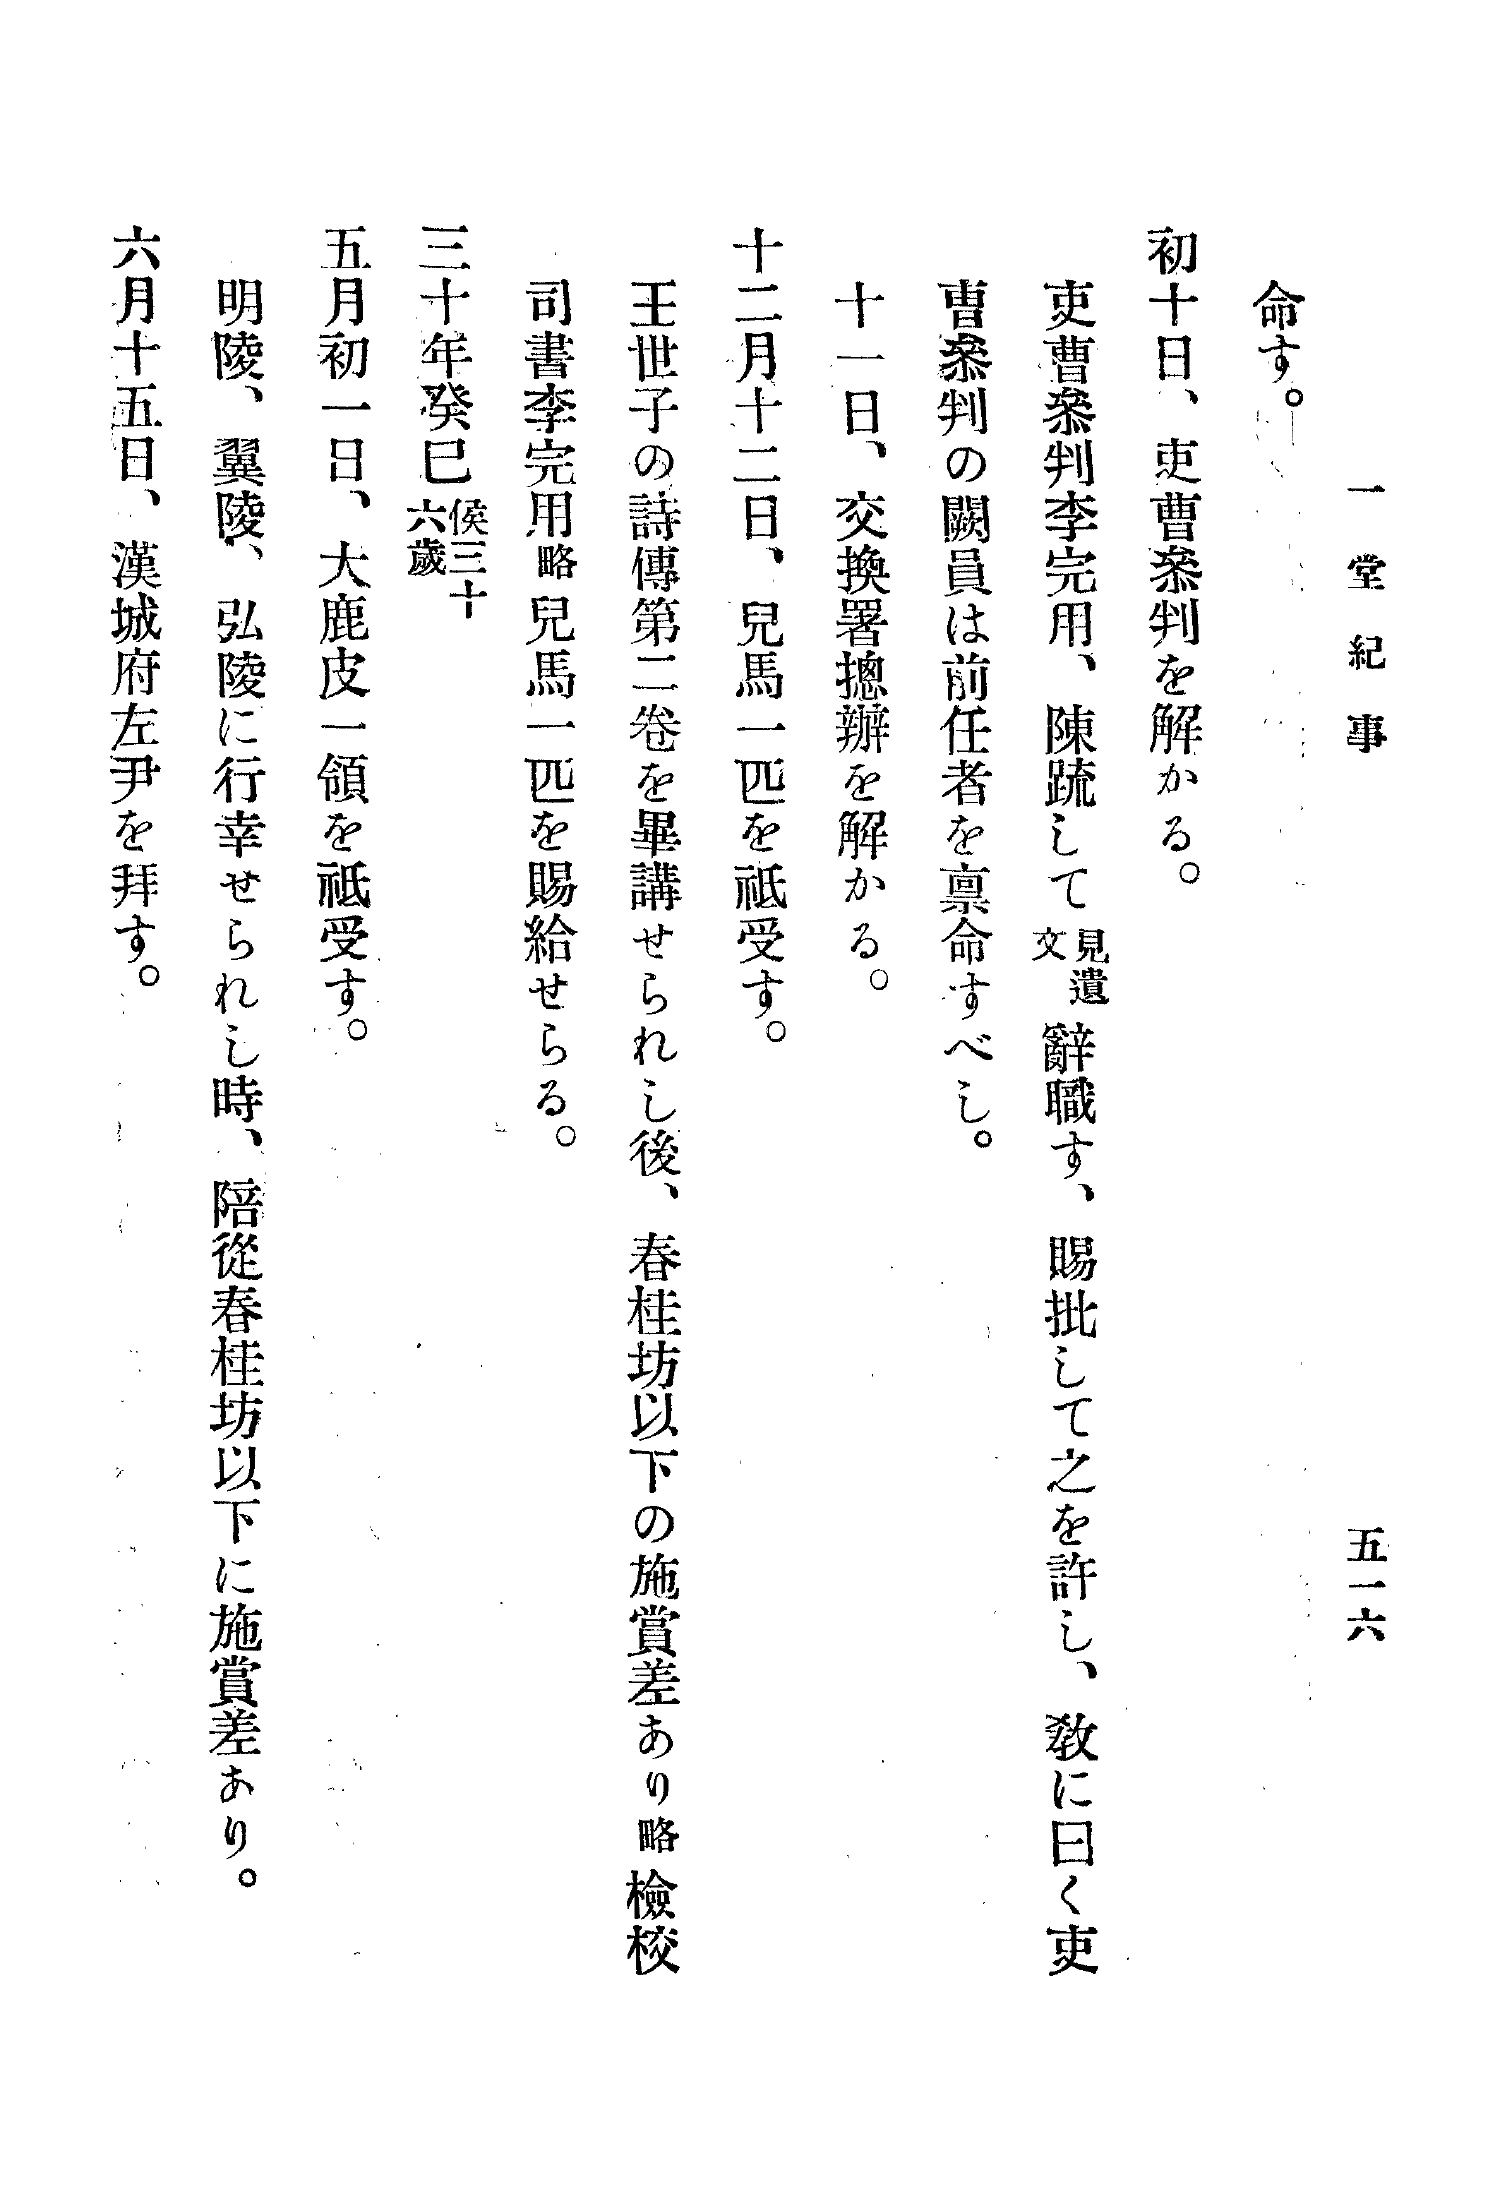 一堂紀事 五一六
命す。
初十日、吏曹參判を解かる。
吏曹參判李完用、陳疏して見遺文辭職す、賜批して之を許し、敎に曰く吏
曹參判の闕員は前任者を禀命すべし。
十一日、交換署摠辦を解かる。
十二月十二日、兒馬一匹を祗受す。
王世子の詩傳第二卷を畢講せられし後、春桂坊以下の施賞差あり略檢校
司書李完用略兒馬一匹を賜給せらる。
三十年癸巳侯三十六歲
五月初一日、大鹿皮一領を祗受す。
明陵、翼陵、弘陵に行幸せられし時、陪從春桂坊以下に施賞差あり。
六月十五日、漢城府左尹を拜す。